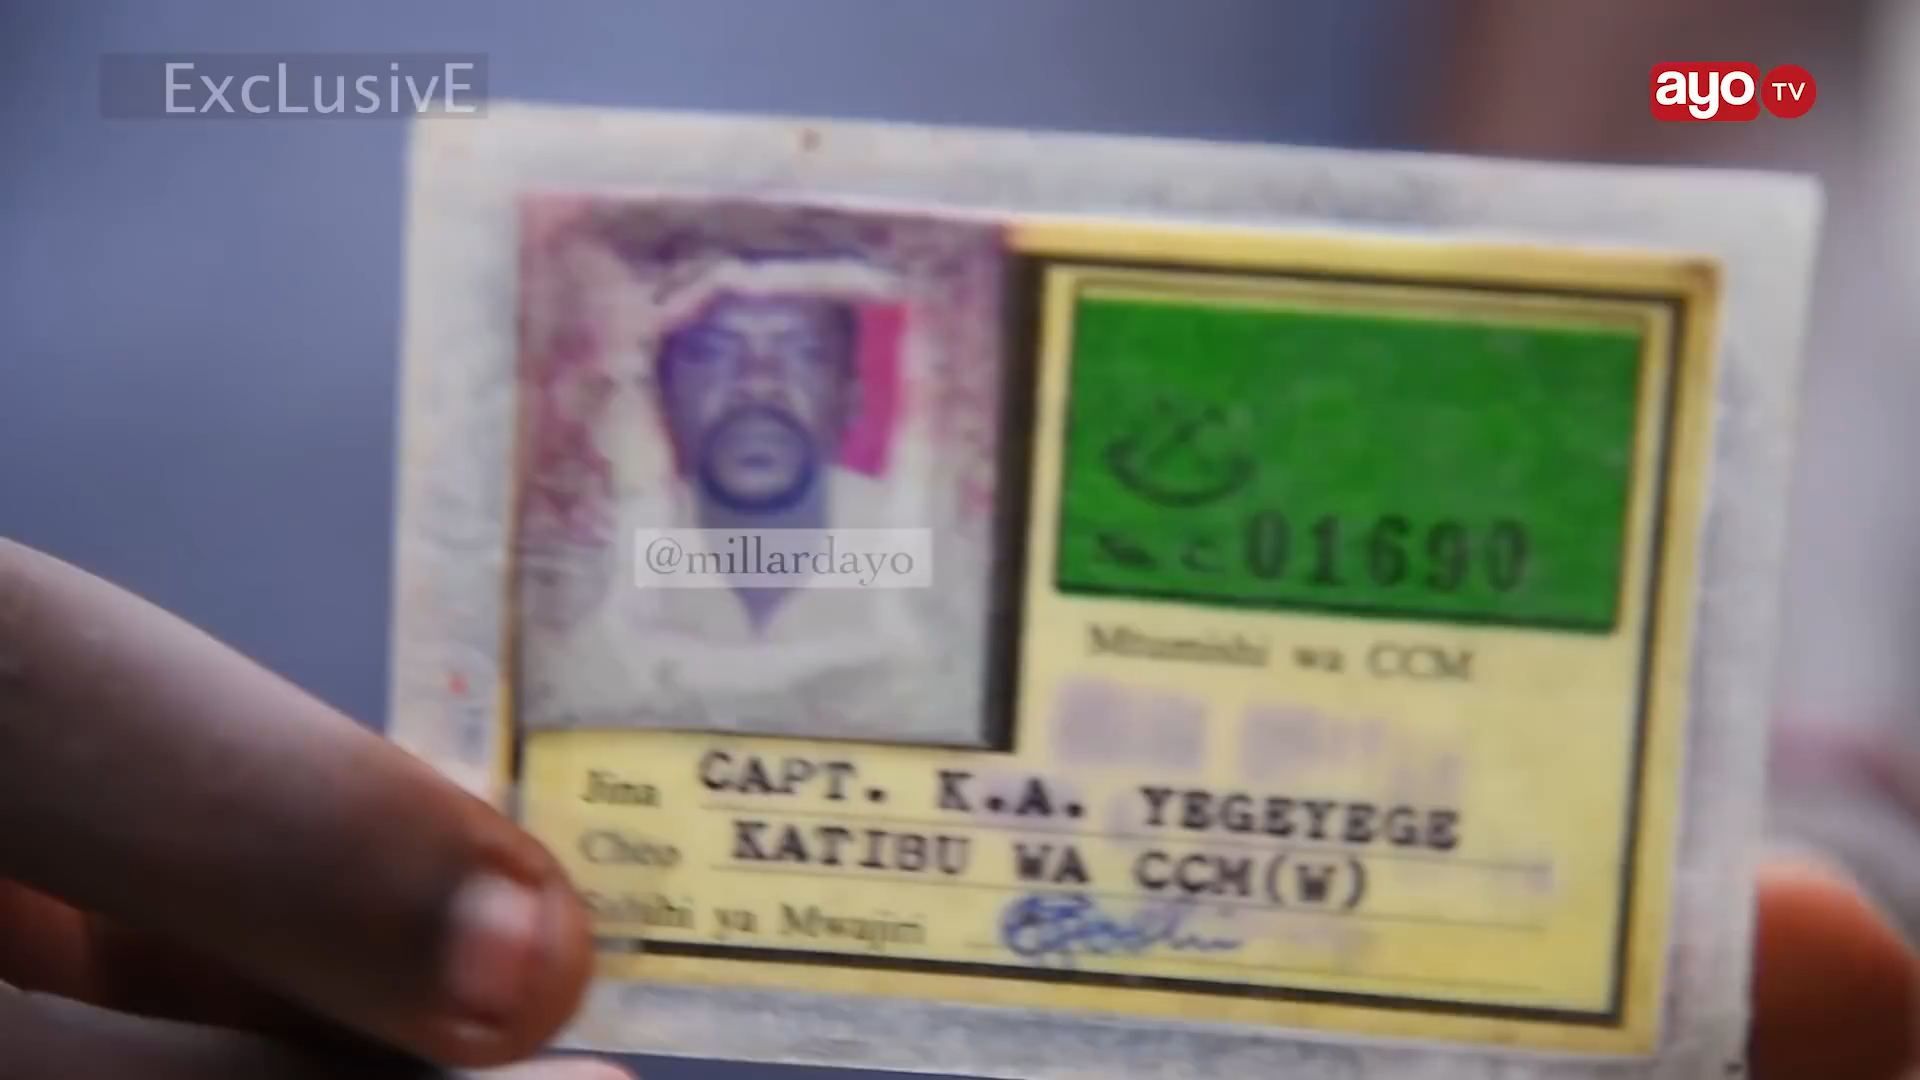 ExcLusivE
ayo TV
@millardayo
No. C 01690
Mtumishi wa CCM
Jina CAPT. K.A. YEGEYEGE
Cheo KATIBU WA CCM(W)
Sahihi ya Mwajiri